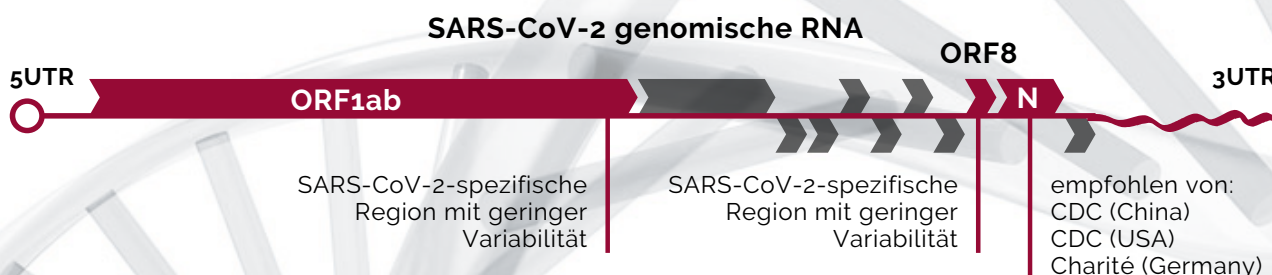 SARS-CoV-2 genomische RNA
ORF8
5UTR
3UTR
ORF1ab
N
SARS-CoV-2-spezifische
Region mit geringer
Variabilität
SARS-CoV-2-spezifische
Region mit geringer
Variabilität
empfohlen von:
CDC (China)
CDC (USA)
Charité (Germany)